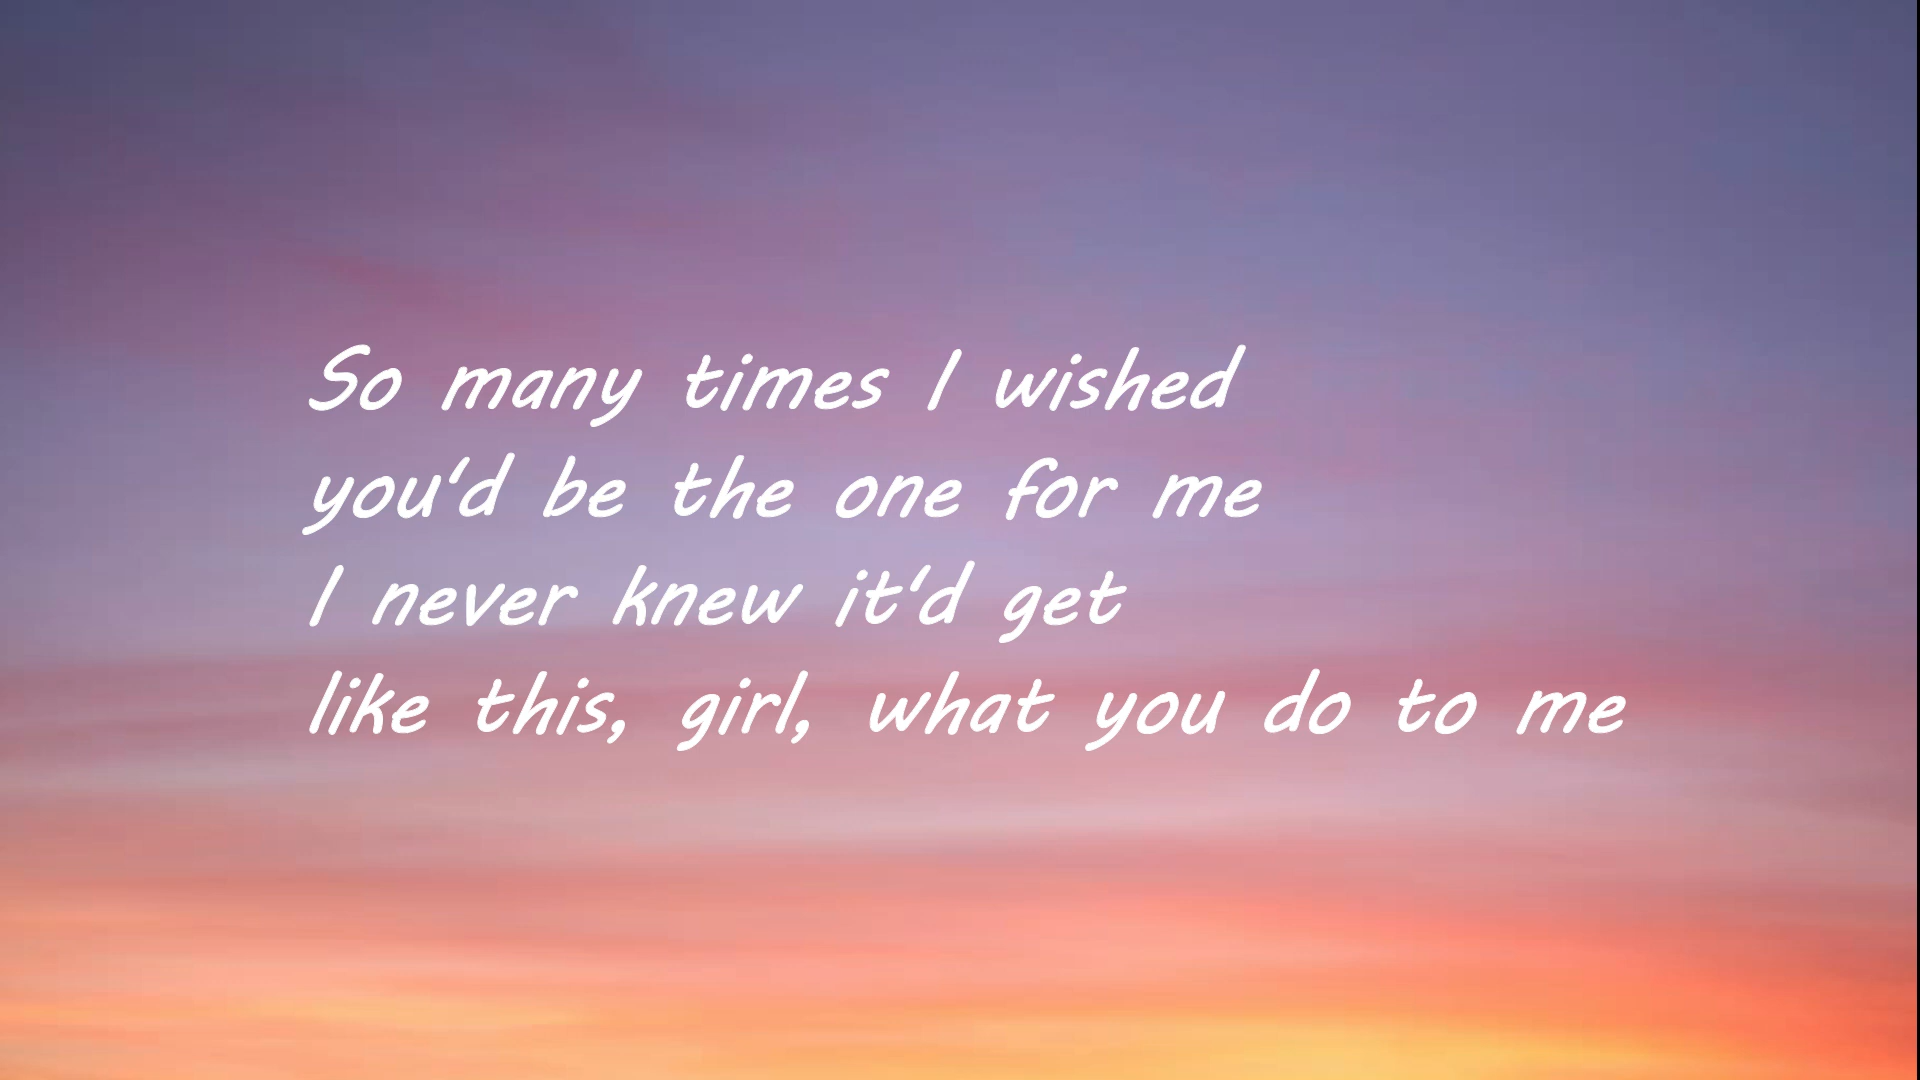 So many times I wished
you'd be the one for me
I never knew it'd get
like this, girl, what you do to me